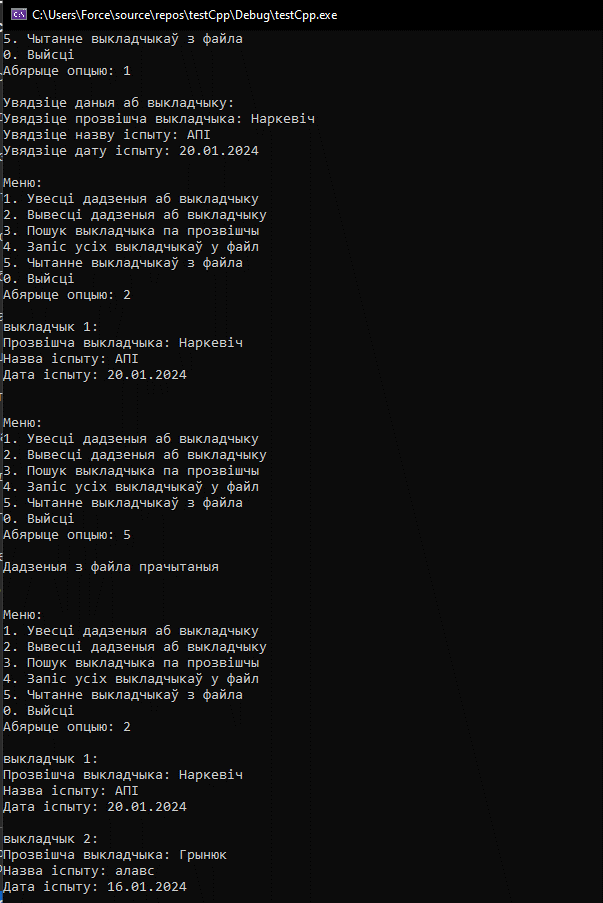 C:\Users\Force\source\repos\testCpp\Debug\testCpp.exe
5. Чытанне выкладчыкаў з файла
0. Выйсці
Абярыце опцыю: 1
Увядзіце даныя аб выкладчыку:
Увядзіце прозвішча выкладчыка: Наркевіч
Увядзіце назву іспыту: АПІ
Увядзіце дату іспыту: 20.01.2024
Меню:
1. Увесці дадзеныя аб выкладчыку
2. Вывесці дадзеныя аб выкладчыку
3. Пошук выкладчыка па прозвішчы
4. Запіс усіх выкладчыкаў у файл
5. Чытанне выкладчыкаў з файла
0. Выйсці
Абярыце опцыю: 2
выкладчык 1:
Прозвішча выкладчыка: Наркевіч
Назва іспыту: АПІ
Дата іспыту: 20.01.2024
Меню:
1. Увесці дадзеныя аб выкладчыку
2. Вывесці дадзеныя аб выкладчыку
3. Пошук выкладчыка па прозвішчы
4. Запіс усіх выкладчыкаў у файл
5. Чытанне выкладчыкаў з файла
0. Выйсці
Абярыце опцыю: 5
Дадзеныя з файла прачытаныя
Меню:
1. Увесці дадзеныя аб выкладчыку
2. Вывесці дадзеныя аб выкладчыку
3. Пошук выкладчыка па прозвішчы
4. Запіс усіх выкладчыкаў у файл
5. Чытанне выкладчыкаў з файла
0. Выйсці
Абярыце опцыю: 2
выкладчык 1:
Прозвішча выкладчыка: Наркевіч
Назва іспыту: АПІ
Дата іспыту: 20.01.2024
выкладчык 2:
Прозвішча выкладчыка: Грынюк
Назва іспыту: алавс
Дата іспыту: 16.01.2024